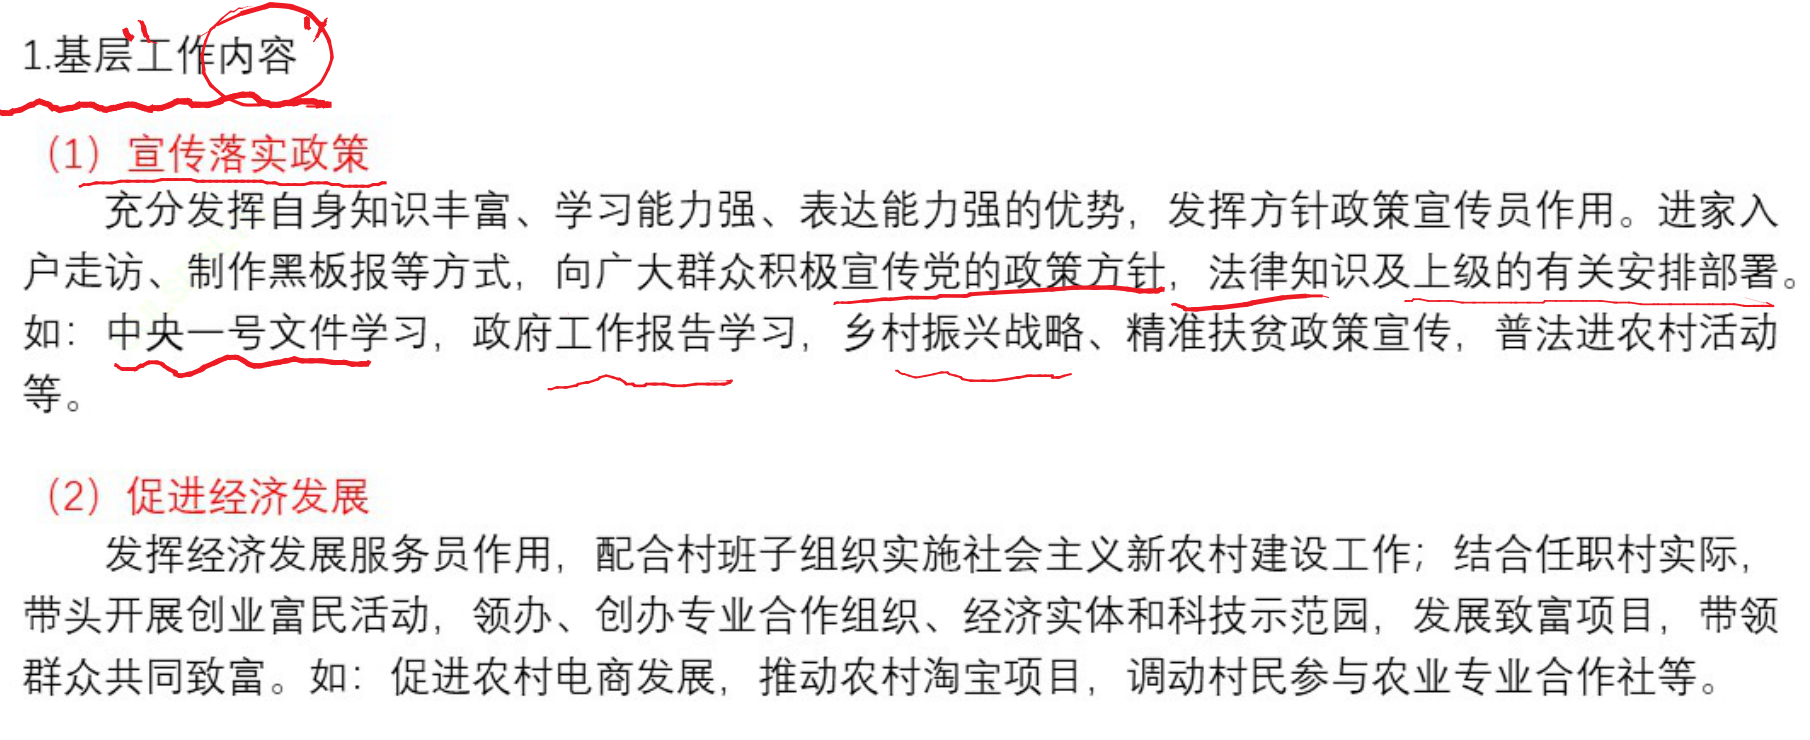 1.基层工作内容
（1）宣传落实政策
充分发挥自身知识丰富、学习能力强、表达能力强的优势，发挥方针政策宣传员作用。进家入
户走访、制作黑板报等方式，向广大群众积极宣传党的政策方针，法律知识及上级的有关安排部署。
如：中央一号文件学习，政府工作报告学习，乡村振兴战略、精准扶贫政策宣传，普法进农村活动
等。
（2）促进经济发展
发挥经济发展服务员作用，配合村班子组织实施社会主义新农村建设工作；结合任职村实际，
带头开展创业富民活动，领办、创办专业合作组织、经济实体和科技示范园，发展致富项目，带领
群众共同致富。如：促进农村电商发展，推动农村淘宝项目，调动村民参与农业专业合作社等。